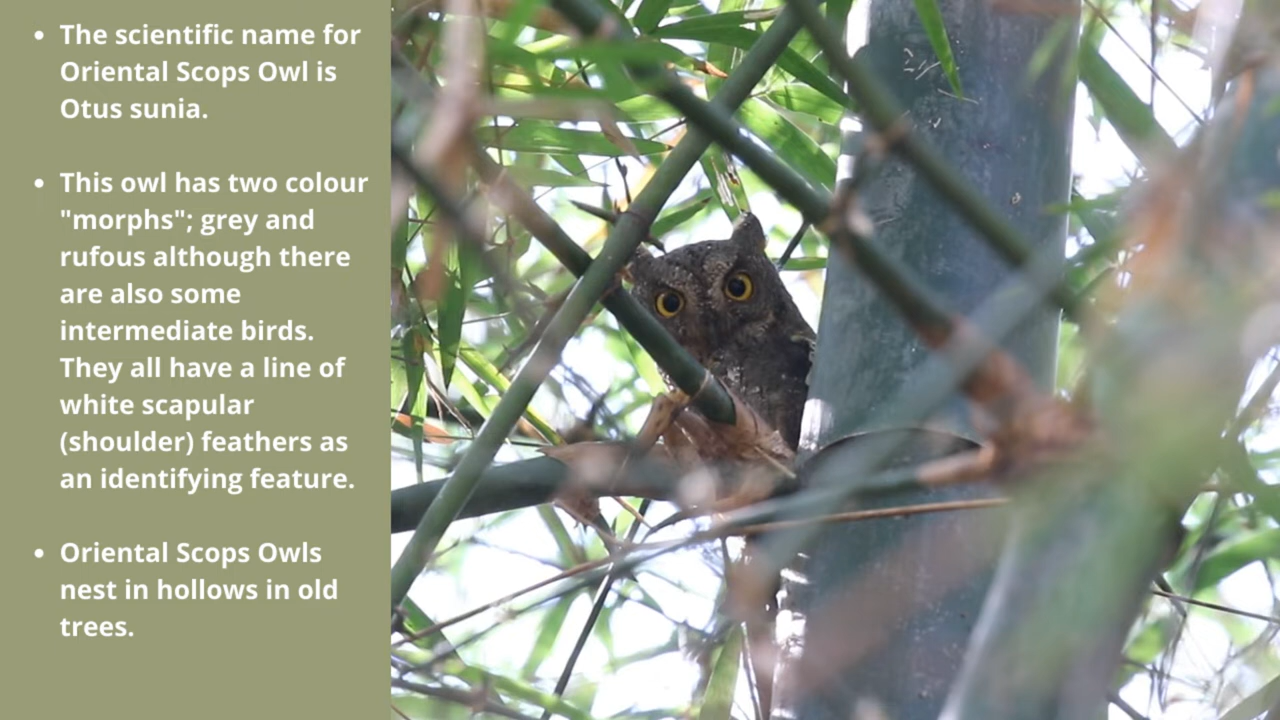 • The scientific name for
Oriental Scops Owl is
Otus sunia.
• This owl has two colour
"morphs"; grey and
rufous although there
are also some
intermediate birds.
They all have a line of
white scapular
(shoulder) feathers as
an identifying feature.
• Oriental Scops Owls
nest in hollows in old
trees.